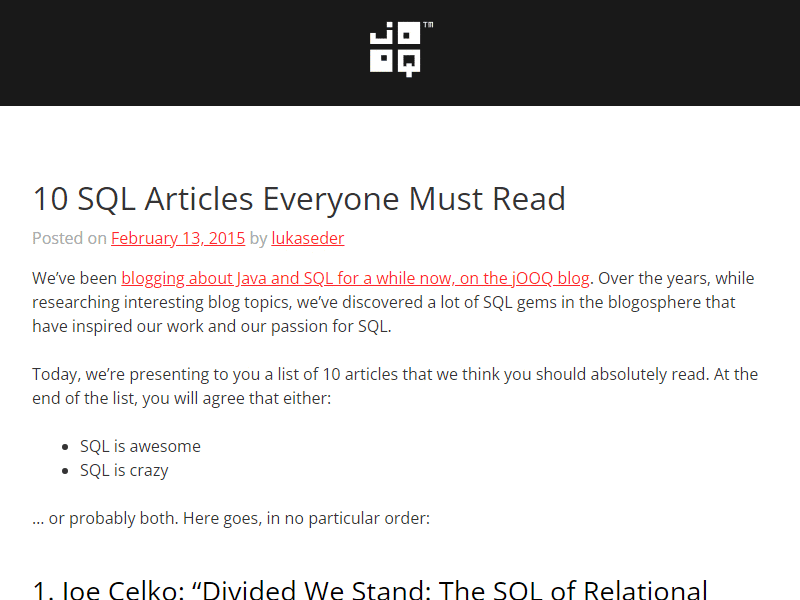 jOOQ™
10 SQL Articles Everyone Must Read
Posted on February 13, 2015 by lukaseder
We’ve been blogging about Java and SQL for a while now, on the jOOQ blog. Over the years, while
researching interesting blog topics, we’ve discovered a lot of SQL gems in the blogosphere that
have inspired our work and our passion for SQL.
Today, we’re presenting to you a list of 10 articles that we think you should absolutely read. At the
end of the list, you will agree that either:
• SQL is awesome
• SQL is crazy
… or probably both. Here goes, in no particular order:
1. Joe Celko: “Divided We Stand: The SQL of Relational